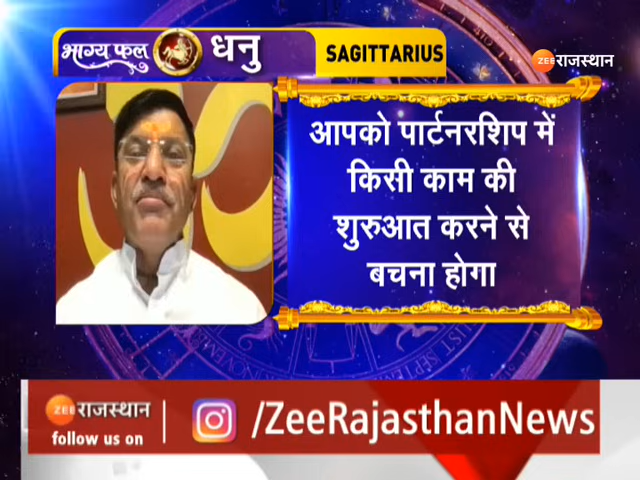 भाग्य फल
धनु
SAGITTARIUS
ZEE राजस्थान
आपको पार्टनरशिप में
किसी काम की
शुरुआत करने से
बचना होगा
ZEE राजस्थान
follow us on
/ZeeRajasthanNews